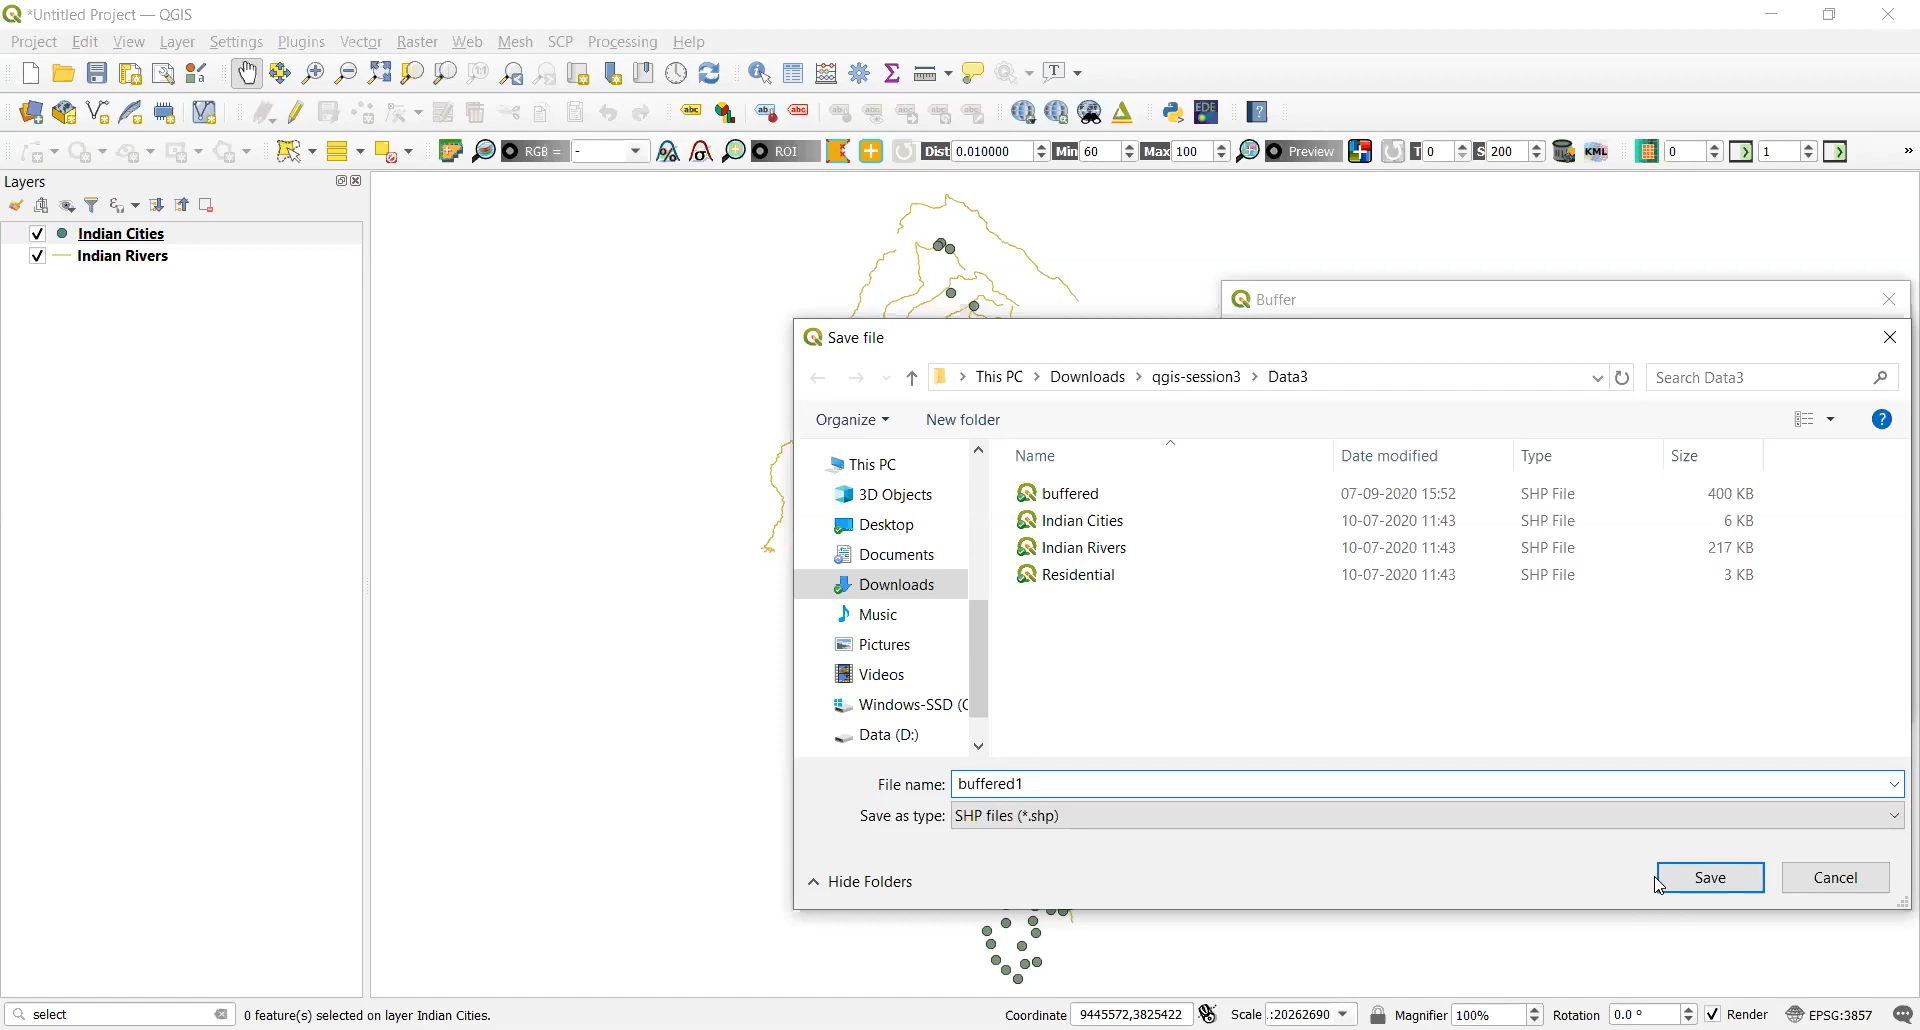 *Untitled Project — QGIS
Project Edit View Layer Settings Plugins Vector Raster Web Mesh SCP Processing Help
RGB = - ROI Dist 0.010000 Min 60 Max 100 Preview T 0 S 200 KML 0 1 »
Layers
Indian Cities
Indian Rivers
Buffer
Save file
This PC > Downloads > qgis-session3 > Data3
Search Data3
Organize New folder
Name Date modified Type Size
This PC
3D Objects
Desktop
Documents
Downloads
Music
Pictures
Videos
Windows-SSD (C
Data (D:)
buffered 07-09-2020 15:52 SHP File 400 KB
Indian Cities 10-07-2020 11:43 SHP File 6 KB
Indian Rivers 10-07-2020 11:43 SHP File 217 KB
Residential 10-07-2020 11:43 SHP File 3 KB
File name: buffered1
Save as type: SHP files (*.shp)
Hide Folders
Save Cancel
select
0 feature(s) selected on layer Indian Cities.
Coordinate 9445572,3825422 Scale :20262690 Magnifier 100% Rotation 0.0 ° Render EPSG:3857